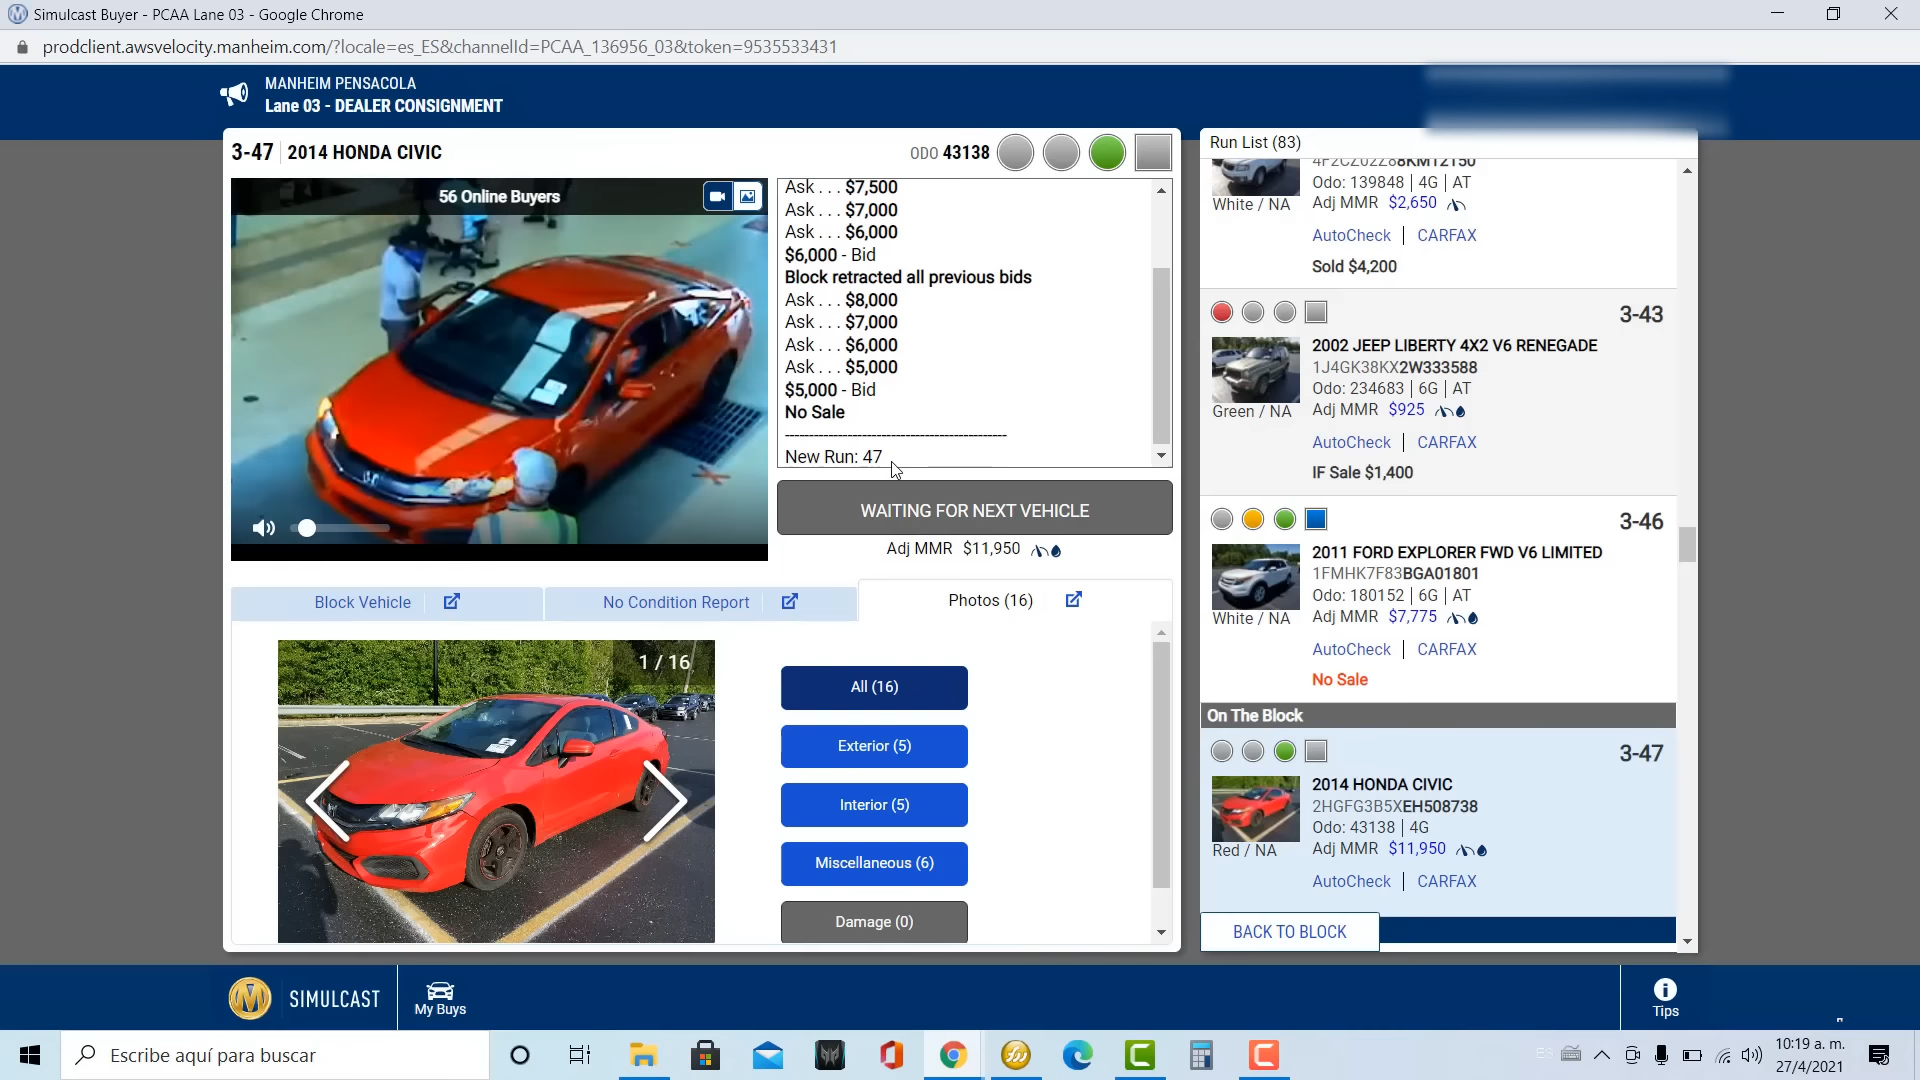 Simulcast Buyer - PCAA Lane 03 - Google Chrome
prodclient.awsvelocity.manheim.com/?locale=es_ES&channelId=PCAA_136956_03&token=9535533431
MANHEIM PENSACOLA
Lane 03 - DEALER CONSIGNMENT
3-47 2014 HONDA CIVIC
ODO 43138
56 Online Buyers
Ask . . . $7,500
Ask . . . $7,000
Ask . . . $6,000
$6,000 - Bid
Block retracted all previous bids
Ask . . . $8,000
Ask . . . $7,000
Ask . . . $6,000
Ask . . . $5,000
$5,000 - Bid
No Sale
--------------------------------------------
New Run: 47
WAITING FOR NEXT VEHICLE
Adj MMR $11,950
Block Vehicle
No Condition Report
Photos (16)
1 / 16
All (16)
Exterior (5)
Interior (5)
Miscellaneous (6)
Damage (0)
Run List (83)
4F2CZ02Z88KM12150
Odo: 139848 | 4G | AT
White / NA
Adj MMR $2,650
AutoCheck | CARFAX
Sold $4,200
3-43
2002 JEEP LIBERTY 4X2 V6 RENEGADE
1J4GK38KX2W333588
Odo: 234683 | 6G | AT
Green / NA
Adj MMR $925
AutoCheck | CARFAX
IF Sale $1,400
3-46
2011 FORD EXPLORER FWD V6 LIMITED
1FMHK7F83BGA01801
Odo: 180152 | 6G | AT
White / NA
Adj MMR $7,775
AutoCheck | CARFAX
No Sale
On The Block
3-47
2014 HONDA CIVIC
2HGFG3B5XEH508738
Odo: 43138 | 4G
Red / NA
Adj MMR $11,950
AutoCheck | CARFAX
BACK TO BLOCK
SIMULCAST
My Buys
Tips
Escribe aquí para buscar
ES
10:19 a. m.
27/4/2021